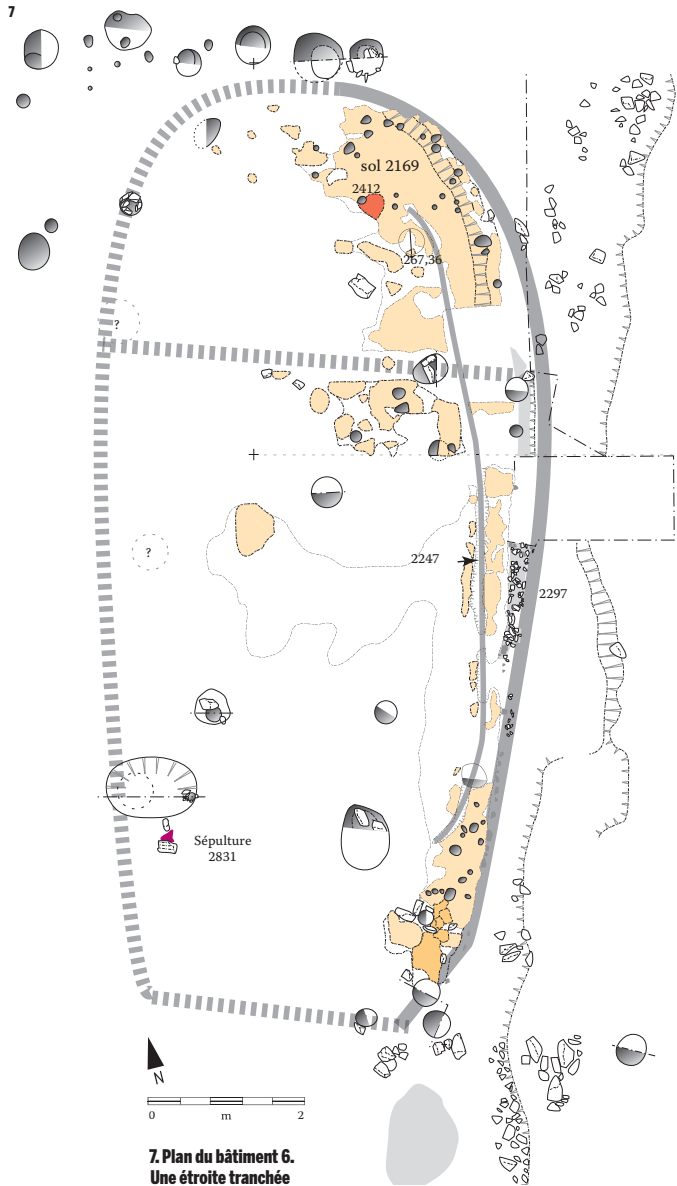 7
sol 2169
2412
267,36
?
?
2247
2297
Sépulture
2831
N
0 m 2
7. Plan du bâtiment 6.
Une étroite tranchée